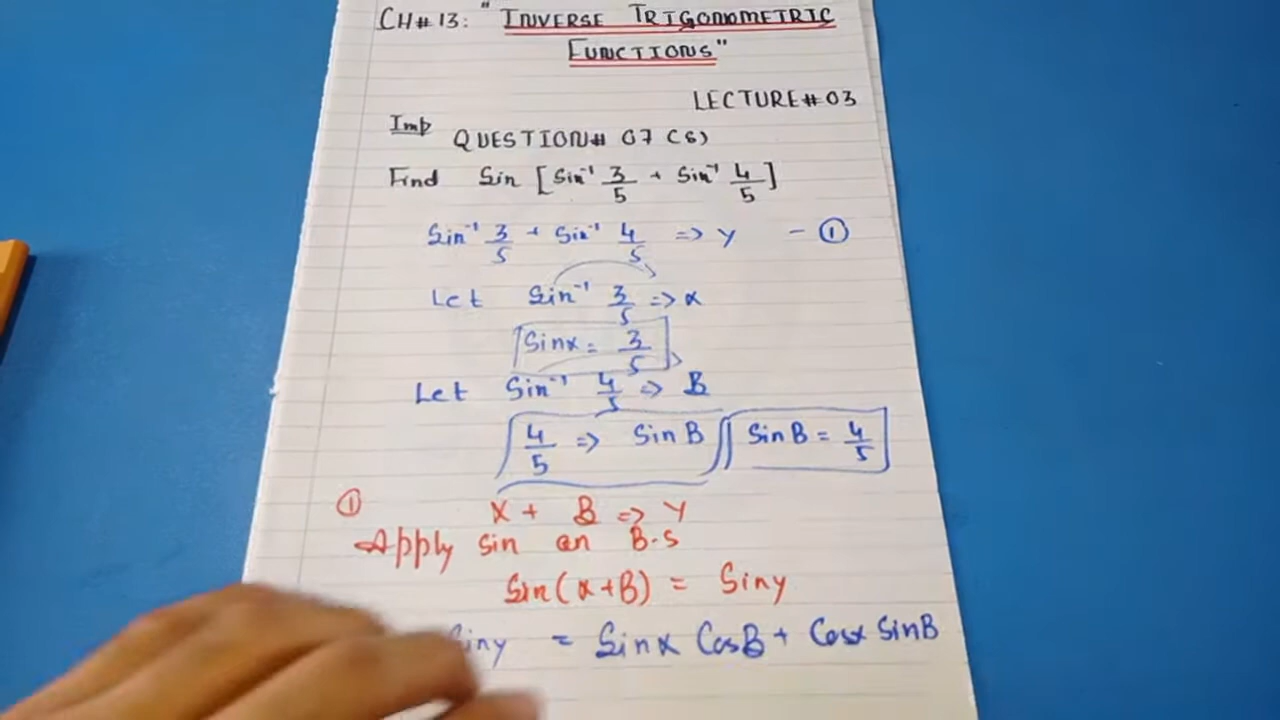 CH# 13: "INVERSE TRIGONOMETRIC
FUNCTIONS"
LECTURE# 03
Imp
QUESTION# 07 (6)
Find Sin [Sin⁻¹ 3/5 + Sin⁻¹ 4/5]
Sin⁻¹ 3/5 + Sin⁻¹ 4/5 => y - ①
Let Sin⁻¹ 3/5 => α
Sinα = 3/5
Let Sin⁻¹ 4/5 => B
4/5 => Sin B Sin B = 4/5
① α + B => y
Apply sin on B.S
Sin(α+B) = Siny
Siny = Sinα CosB + Cosα SinB